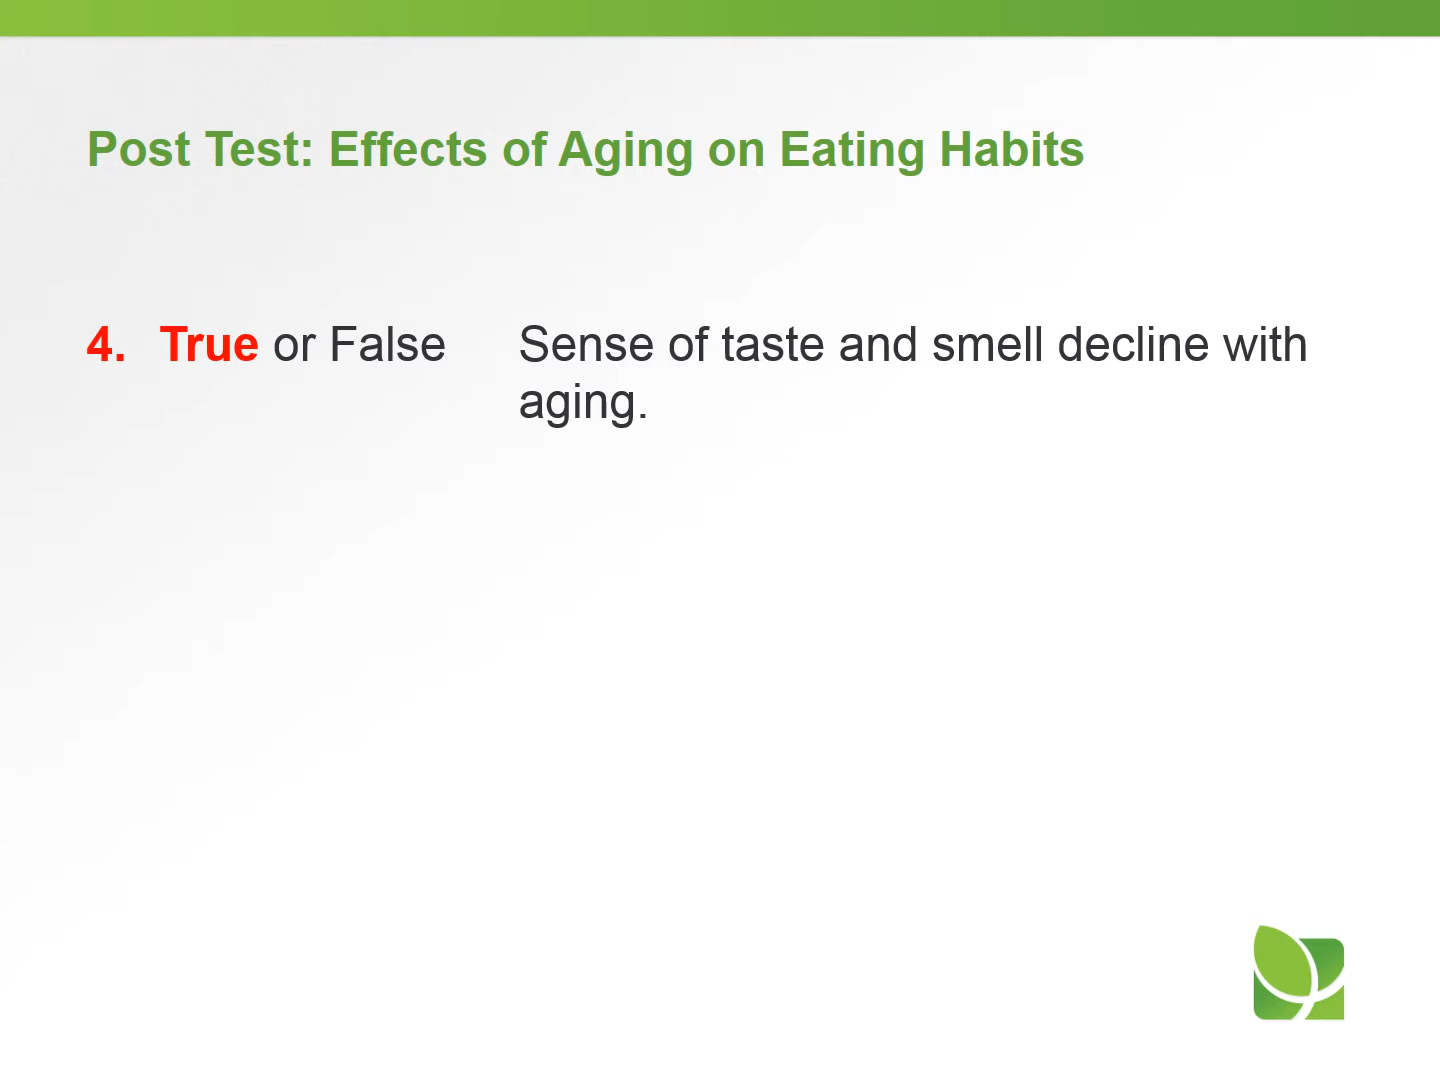 Post Test: Effects of Aging on Eating Habits
4. True or False Sense of taste and smell decline with
aging.